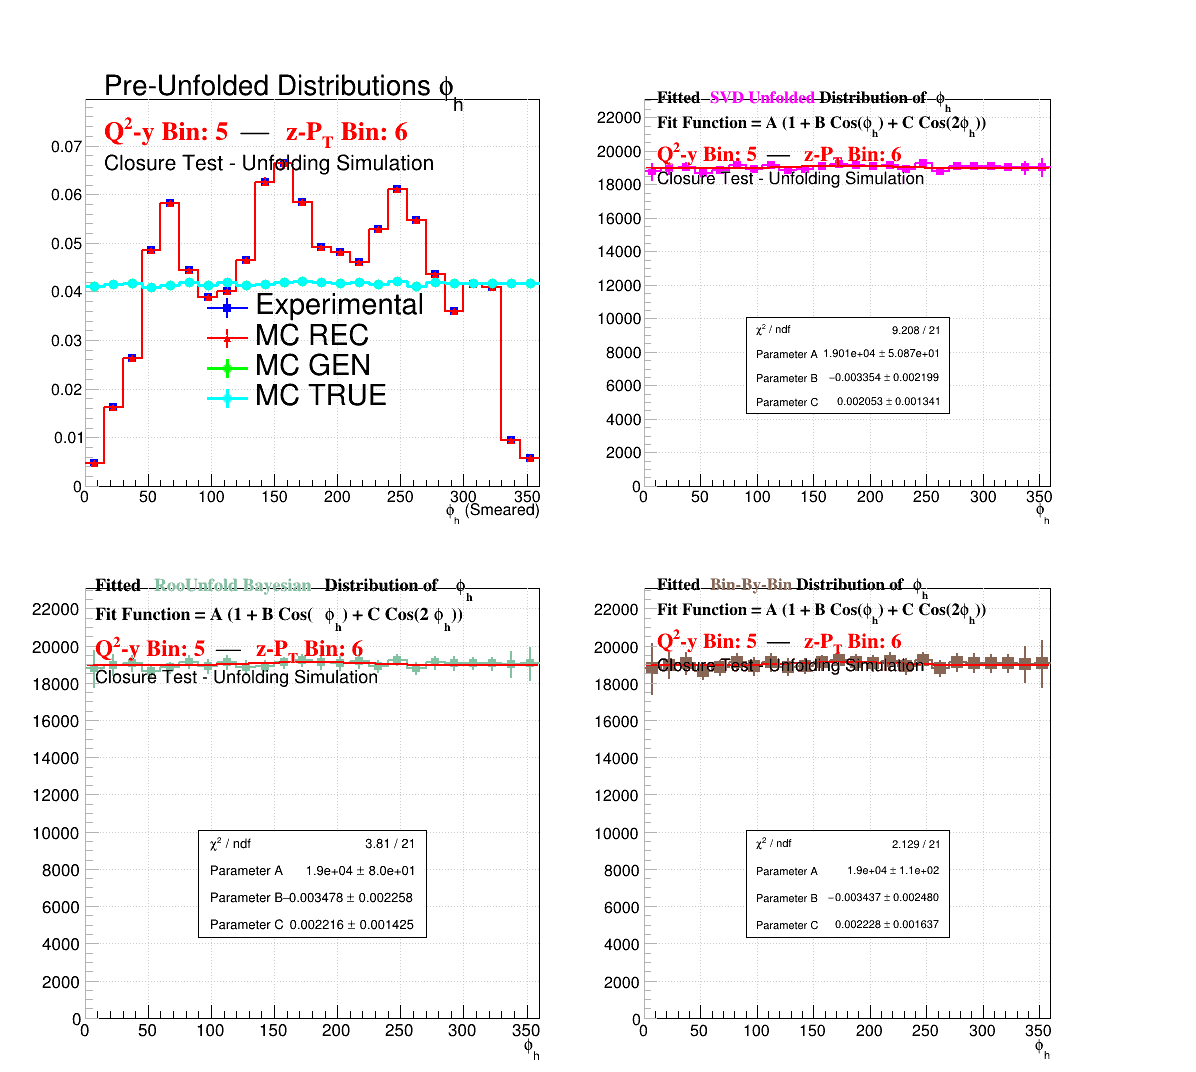 Pre-Unfolded Distributions ϕh
Q²-y Bin: 5 — z-PT Bin: 6
Closure Test - Unfolding Simulation
0.07
0.06
0.05
0.04
0.03
0.02
0.01
0
Experimental
MC REC
MC GEN
MC TRUE
0 50 100 150 200 250 300 350
ϕh (Smeared)
Fitted SVD Unfolded Distribution of ϕh
Fit Function = A (1 + B Cos(ϕh) + C Cos(2ϕh))
Q²-y Bin: 5 — z-PT Bin: 6
Closure Test - Unfolding Simulation
22000
20000
18000
16000
14000
12000
10000
8000
6000
4000
2000
0
χ² / ndf 9.208 / 21
Parameter A 1.901e+04 ± 5.087e+01
Parameter B −0.003354 ± 0.002199
Parameter C 0.002053 ± 0.001341
0 50 100 150 200 250 300 350
ϕh
Fitted RooUnfold Bayesian Distribution of ϕh
Fit Function = A (1 + B Cos( ϕh) + C Cos(2 ϕh))
Q²-y Bin: 5 — z-PT Bin: 6
Closure Test - Unfolding Simulation
22000
20000
18000
16000
14000
12000
10000
8000
6000
4000
2000
0
χ² / ndf 3.81 / 21
Parameter A 1.9e+04 ± 8.0e+01
Parameter B −0.003478 ± 0.002258
Parameter C 0.002216 ± 0.001425
0 50 100 150 200 250 300 350
ϕh
Fitted Bin-By-Bin Distribution of ϕh
Fit Function = A (1 + B Cos(ϕh) + C Cos(2ϕh))
Q²-y Bin: 5 — z-PT Bin: 6
Closure Test - Unfolding Simulation
22000
20000
18000
16000
14000
12000
10000
8000
6000
4000
2000
0
χ² / ndf 2.129 / 21
Parameter A 1.9e+04 ± 1.1e+02
Parameter B −0.003437 ± 0.002480
Parameter C 0.002228 ± 0.001637
0 50 100 150 200 250 300 350
ϕh